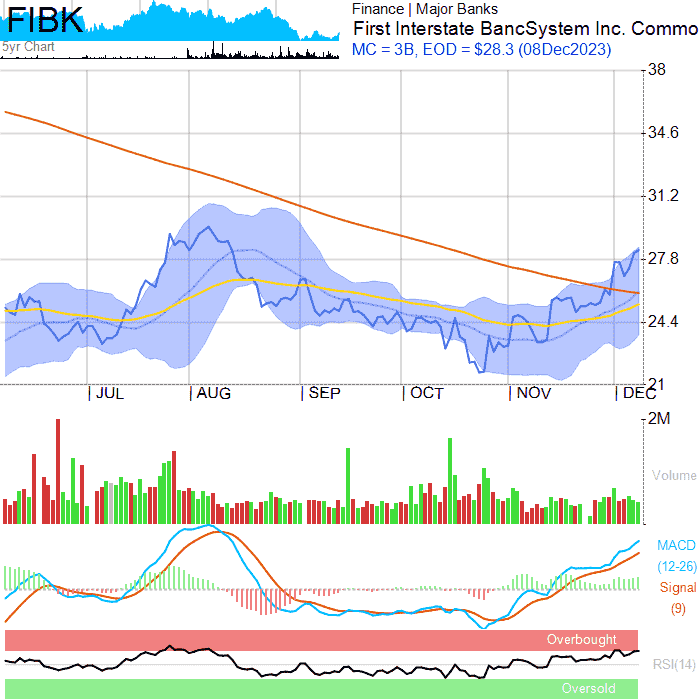 FIBK
5yr Chart
Finance | Major Banks
First Interstate BancSystem Inc. Commo
MC = 3B, EOD = $28.3 (08Dec2023)
38
34.6
31.2
27.8
24.4
21
JUL
AUG
SEP
OCT
NOV
DEC
2M
Volume
MACD
(12-26)
Signal
(9)
Overbought
RSI(14)
Oversold